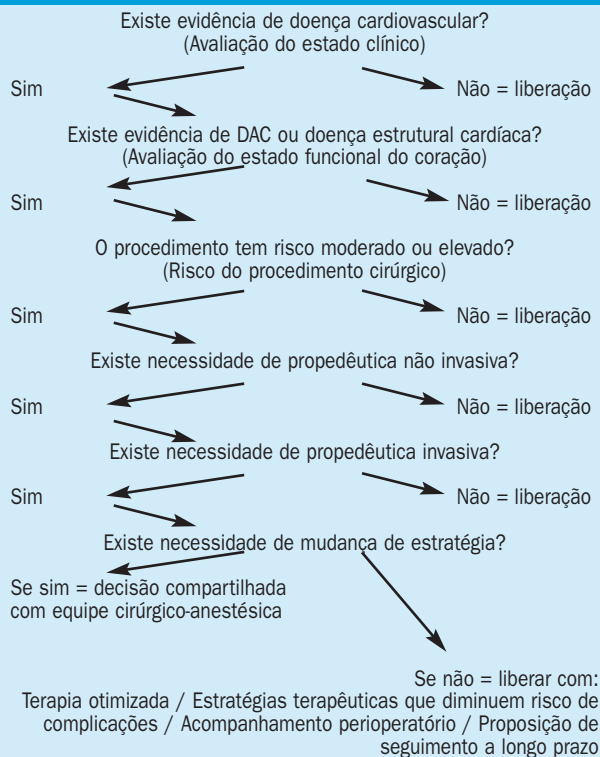 Existe evidência de doença cardiovascular?
(Avaliação do estado clínico)
Sim
Não = liberação
Existe evidência de DAC ou doença estrutural cardíaca?
(Avaliação do estado funcional do coração)
Sim
Não = liberação
O procedimento tem risco moderado ou elevado?
(Risco do procedimento cirúrgico)
Sim
Não = liberação
Existe necessidade de propedêutica não invasiva?
Sim
Não = liberação
Existe necessidade de propedêutica invasiva?
Sim
Não = liberação
Existe necessidade de mudança de estratégia?
Se sim = decisão compartilhada
com equipe cirúrgico-anestésica
Se não = liberar com:
Terapia otimizada / Estratégias terapêuticas que diminuem risco de
complicações / Acompanhamento perioperatório / Proposição de
seguimento a longo prazo